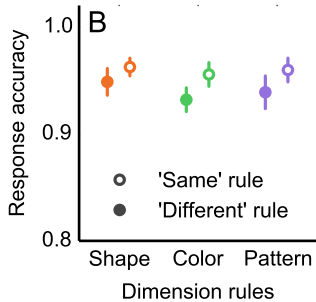 B
1.0
0.9
0.8
Response accuracy
'Same' rule
'Different' rule
Shape Color Pattern
Dimension rules